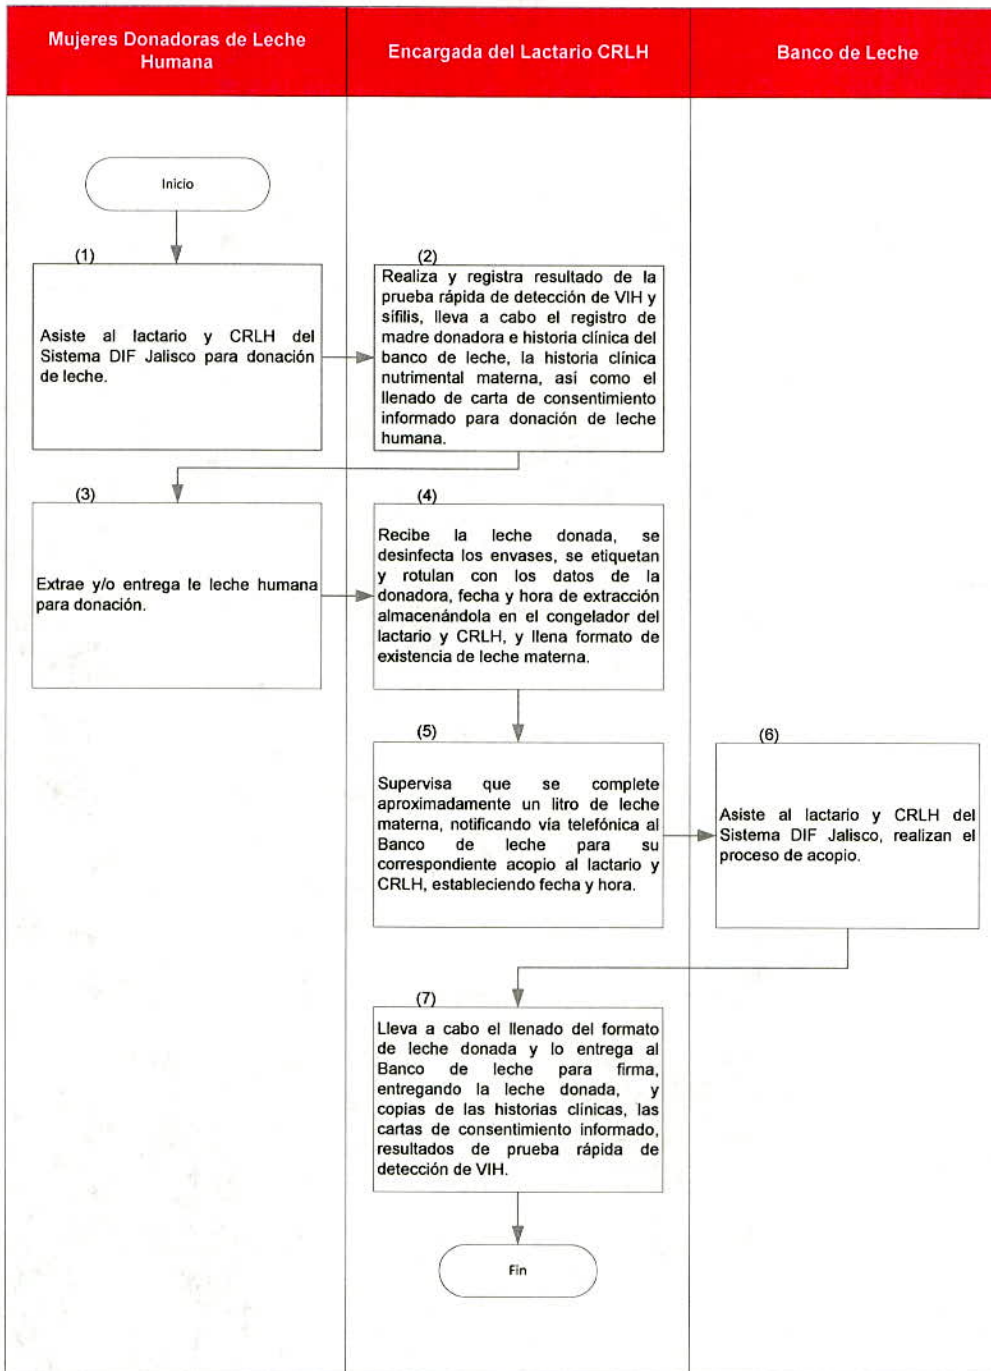 Mujeres Donadoras de Leche
Humana
Encargada del Lactario CRLH
Banco de Leche
Inicio
(1)
Asiste al lactario y CRLH del
Sistema DIF Jalisco para donación
de leche.
(2)
Realiza y registra resultado de la
prueba rápida de detección de VIH y
sífilis, lleva a cabo el registro de
madre donadora e historia clínica del
banco de leche, la historia clínica
nutrimental materna, así como el
llenado de carta de consentimiento
informado para donación de leche
humana.
(3)
Extrae y/o entrega le leche humana
para donación.
(4)
Recibe la leche donada, se
desinfecta los envases, se etiquetan
y rotulan con los datos de la
donadora, fecha y hora de extracción
almacenándola en el congelador del
lactario y CRLH, y llena formato de
existencia de leche materna.
(5)
Supervisa que se complete
aproximadamente un litro de leche
materna, notificando vía telefónica al
Banco de leche para su
correspondiente acopio al lactario y
CRLH, estableciendo fecha y hora.
(6)
Asiste al lactario y CRLH del
Sistema DIF Jalisco, realizan el
proceso de acopio.
(7)
Lleva a cabo el llenado del formato
de leche donada y lo entrega al
Banco de leche para firma,
entregando la leche donada, y
copias de las historias clínicas, las
cartas de consentimiento informado,
resultados de prueba rápida de
detección de VIH.
Fin